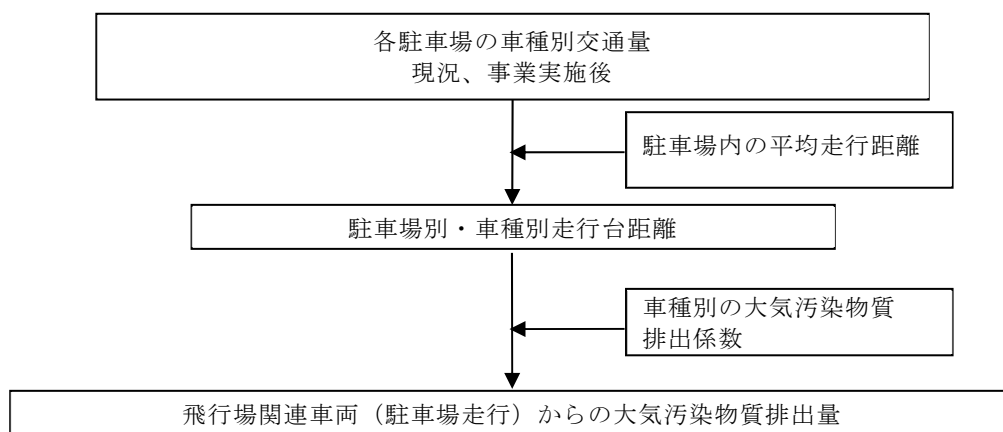 各駐車場の車種別交通量
現況、事業実施後
駐車場内の平均走行距離
駐車場別・車種別走行台距離
車種別の大気汚染物質
排出係数
飛行場関連車両（駐車場走行）からの大気汚染物質排出量